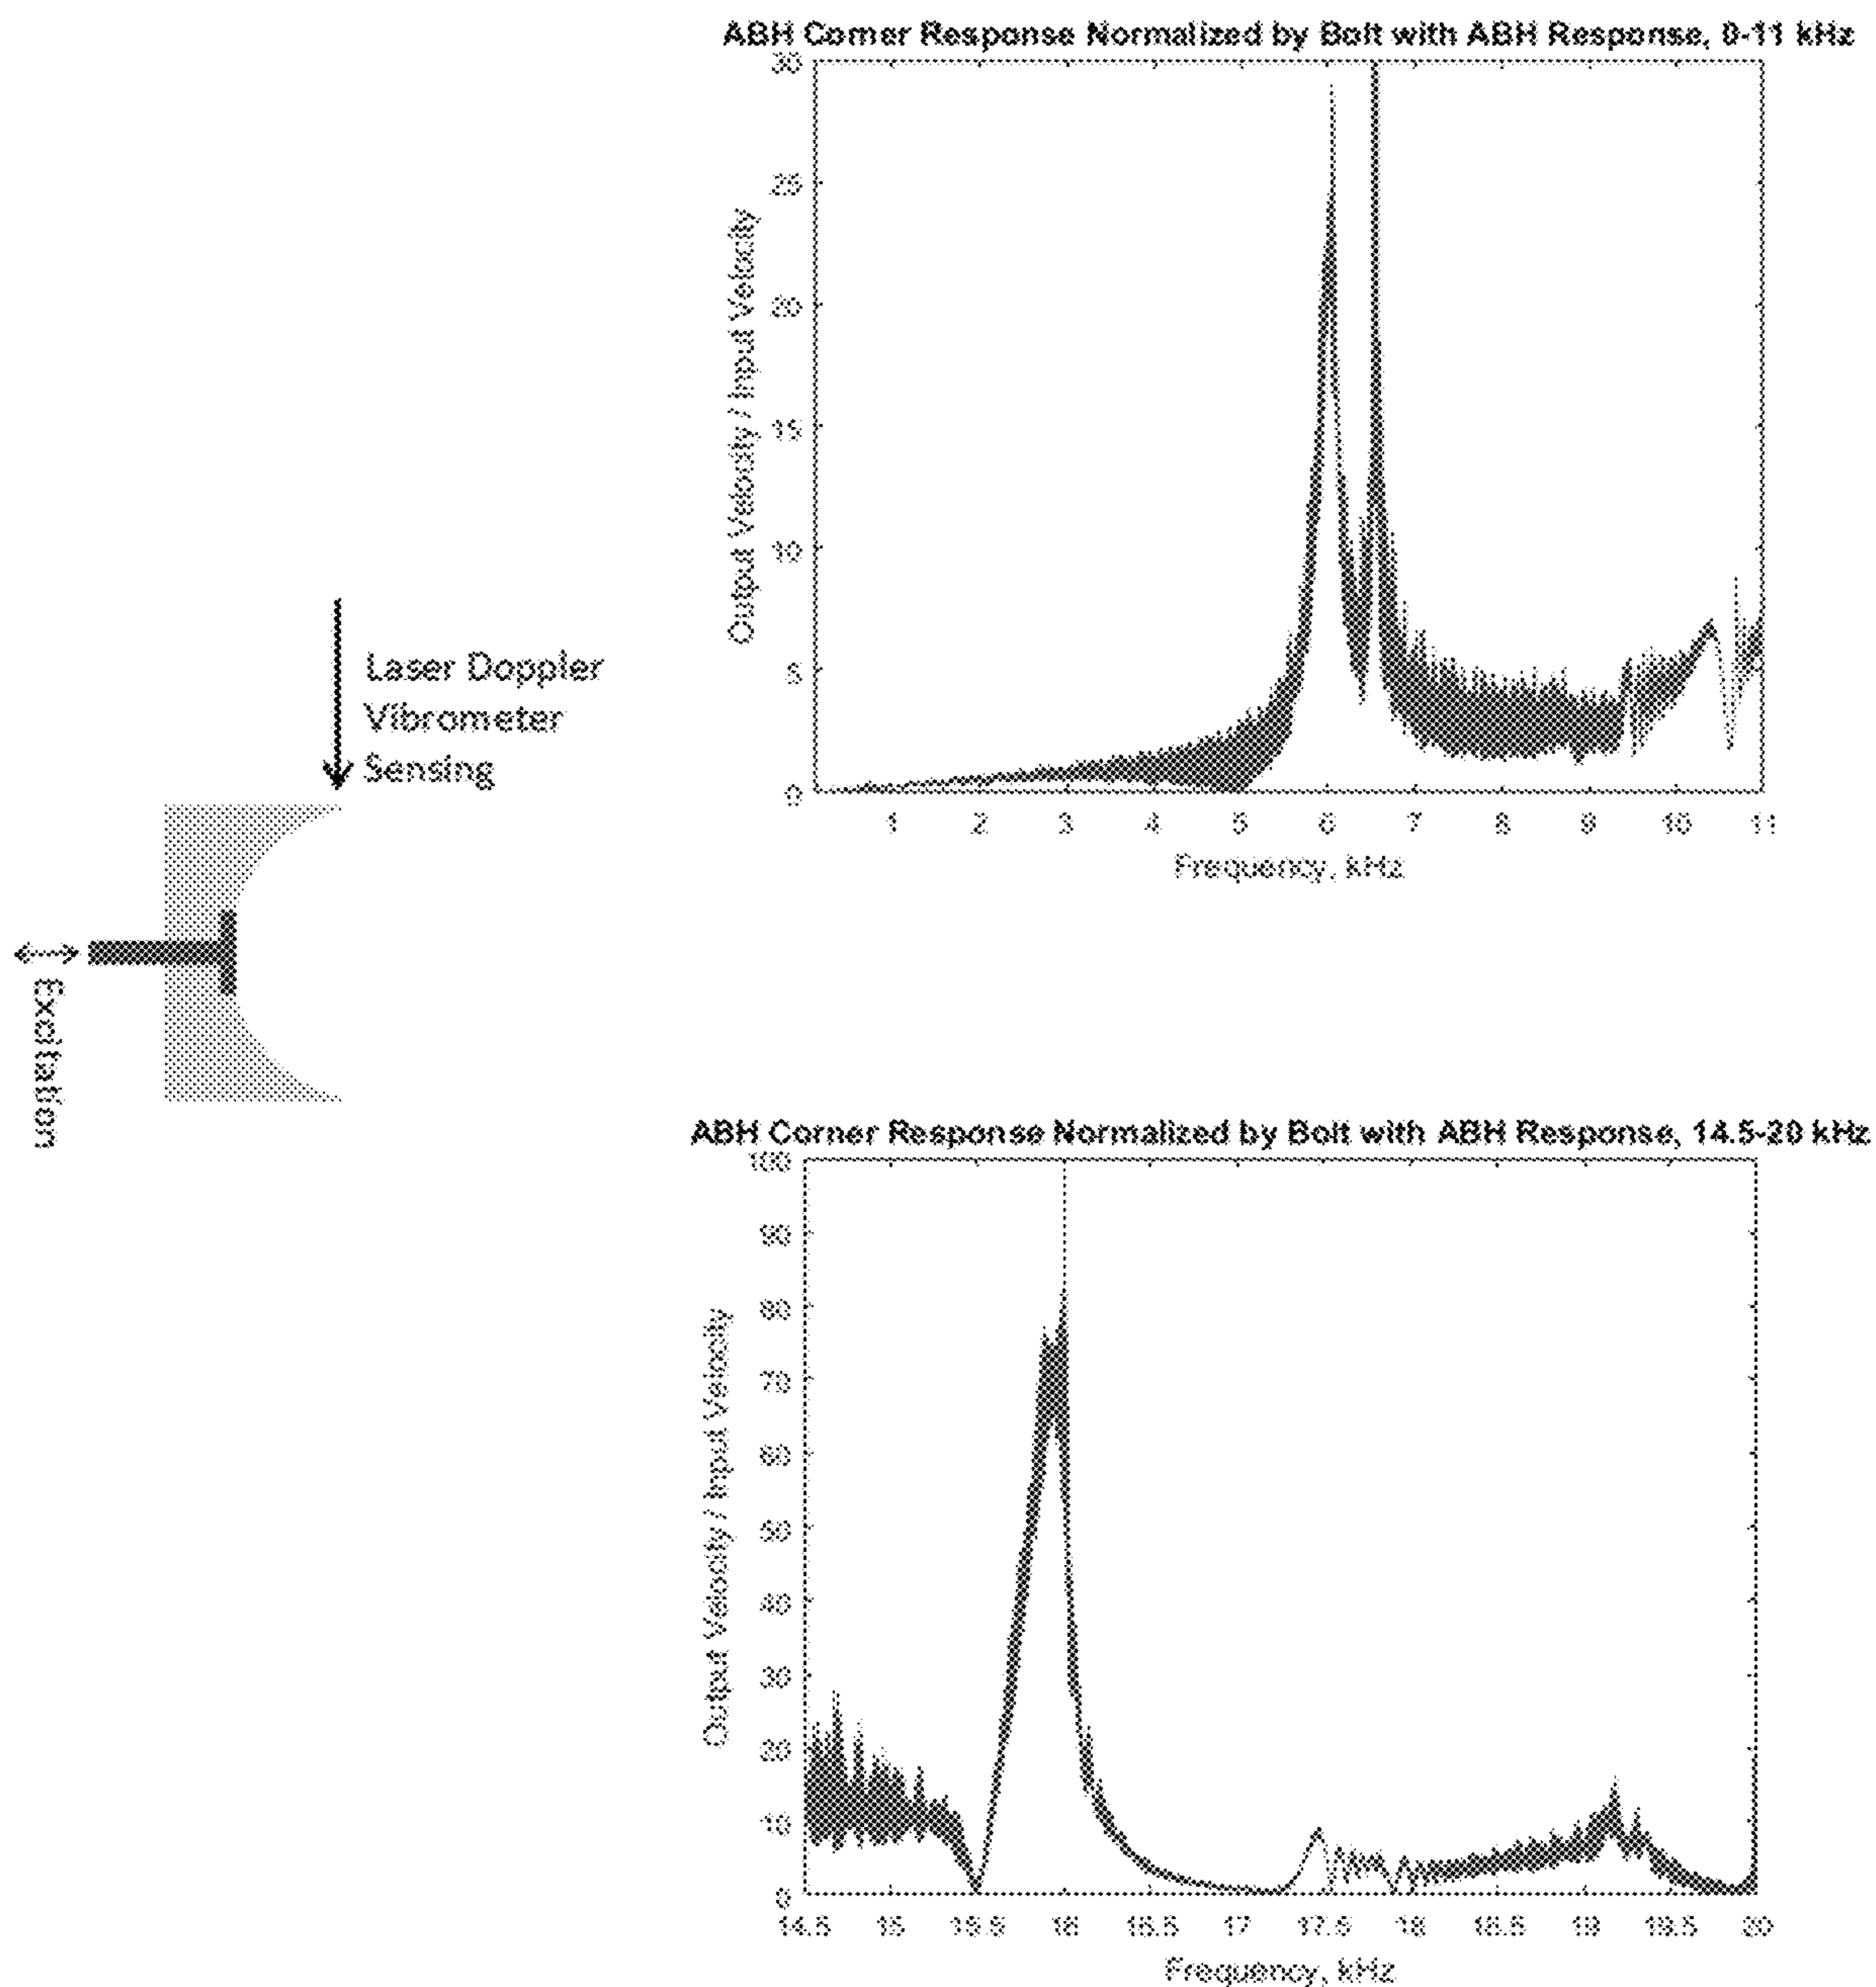 ABH Corner Response Normalized by Bolt with ABH Response, 0-11 kHz
30
25
20
15
10
5
0
Output Velocity / Input Velocity
1 2 3 4 5 6 7 8 9 10 11
Frequency, kHz
Laser Doppler
Vibrometer
Sensing
Excitation
ABH Corner Response Normalized by Bolt with ABH Response, 14.5-20 kHz
100
90
80
70
60
50
40
30
20
10
0
Output Velocity / Input Velocity
14.5 15 15.5 16 16.5 17 17.5 18 18.5 19 19.5 20
Frequency, kHz